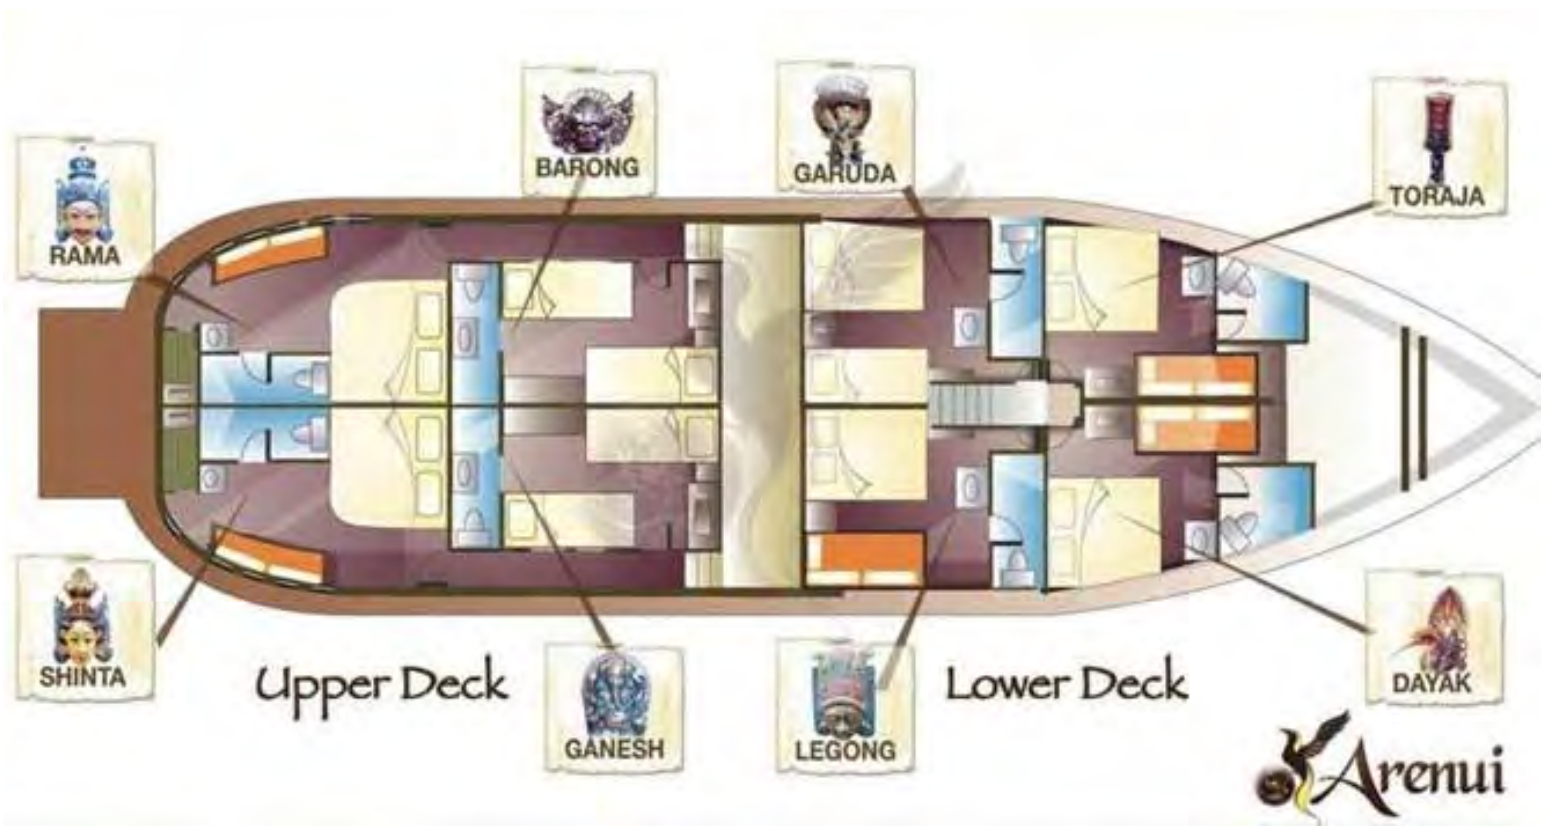 BARONG
GARUDA
TORAJA
RAMA
SHINTA
Upper Deck
GANESH
LEGONG
Lower Deck
DAYAK
Arenui